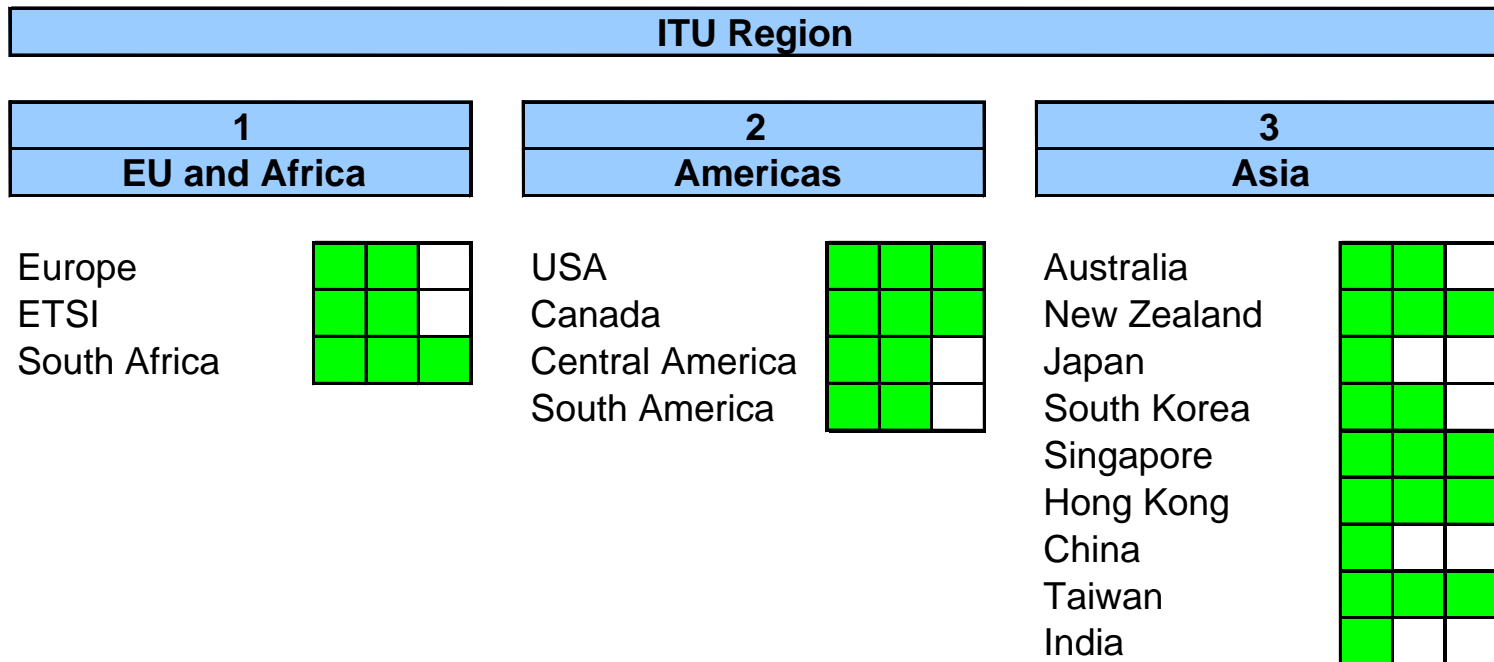 ITU Region
1
EU and Africa
Europe
ETSI
South Africa
2
Americas
USA
Canada
Central America
South America
3
Asia
Australia
New Zealand
Japan
South Korea
Singapore
Hong Kong
China
Taiwan
India